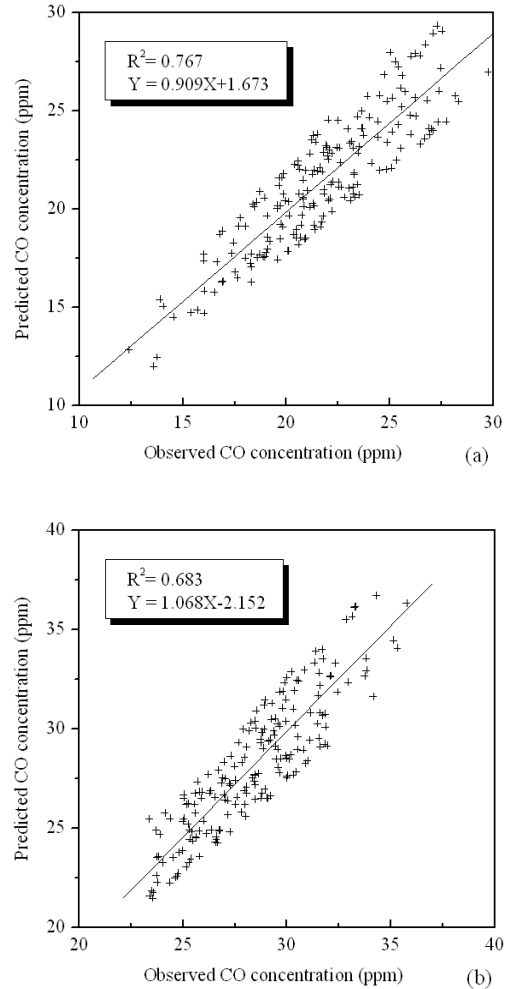 30
25
20
15
10
Predicted CO concentration (ppm)
R²= 0.767
Y = 0.909X+1.673
10 15 20 25 30
Observed CO concentration (ppm)
(a)
40
35
30
25
20
Predicted CO concentration (ppm)
R²= 0.683
Y = 1.068X-2.152
20 25 30 35 40
Observed CO concentration (ppm)
(b)